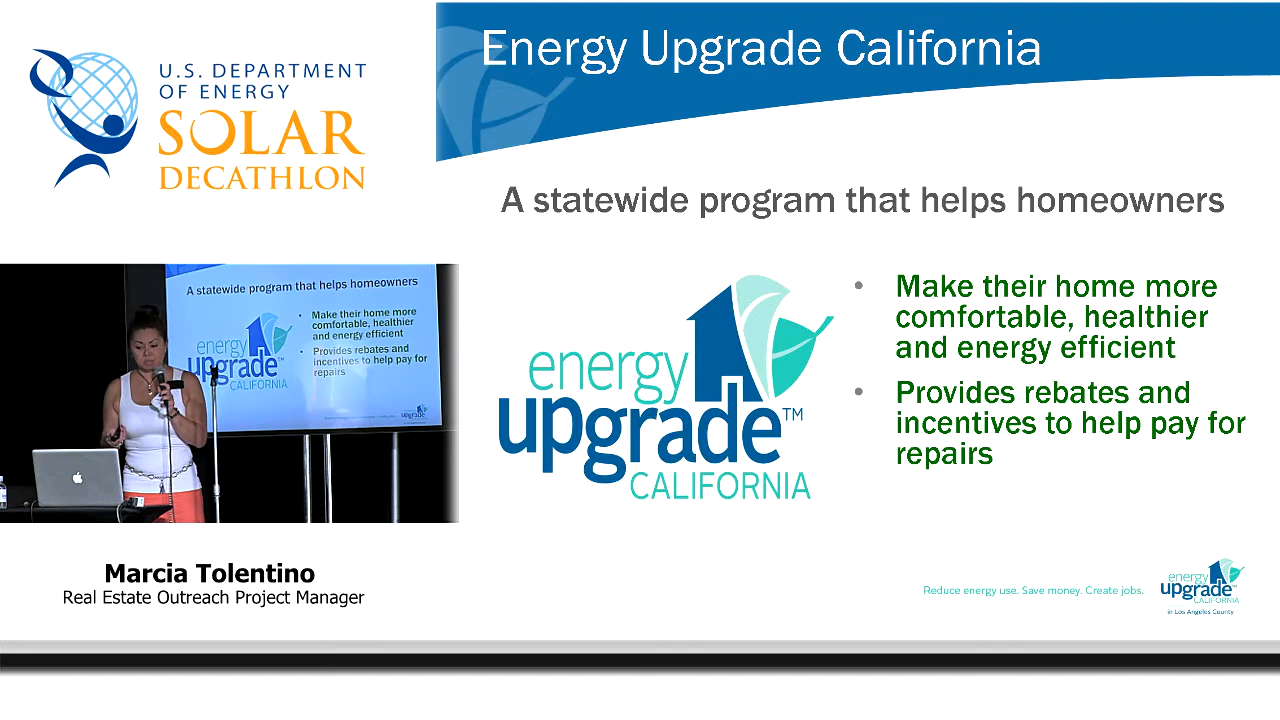 U.S. DEPARTMENT
OF ENERGY
SOLAR
DECATHLON
Energy Upgrade California
A statewide program that helps homeowners
energy
upgrade™
CALIFORNIA
• Make their home more
comfortable, healthier
and energy efficient
• Provides rebates and
incentives to help pay for
repairs
A statewide program that helps homeowners
energy
upgrade™
CALIFORNIA
• Make their home more
comfortable, healthier
and energy efficient
• Provides rebates and
incentives to help pay for
repairs
Marcia Tolentino
Real Estate Outreach Project Manager
Reduce energy use. Save money. Create jobs.
energy
upgrade
CALIFORNIA
in Los Angeles County